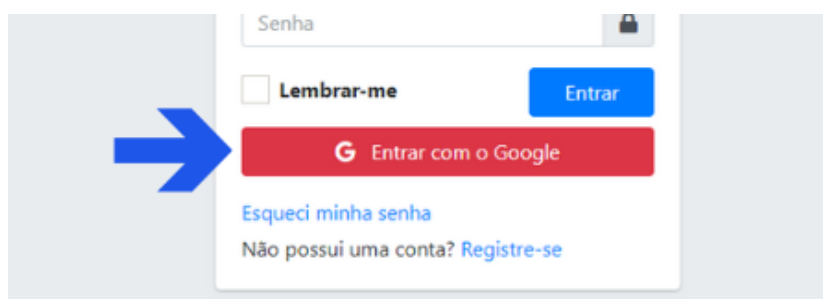 Senha
Lembrar-me
Entrar
G Entrar com o Google
Esqueci minha senha
Não possui uma conta? Registre-se